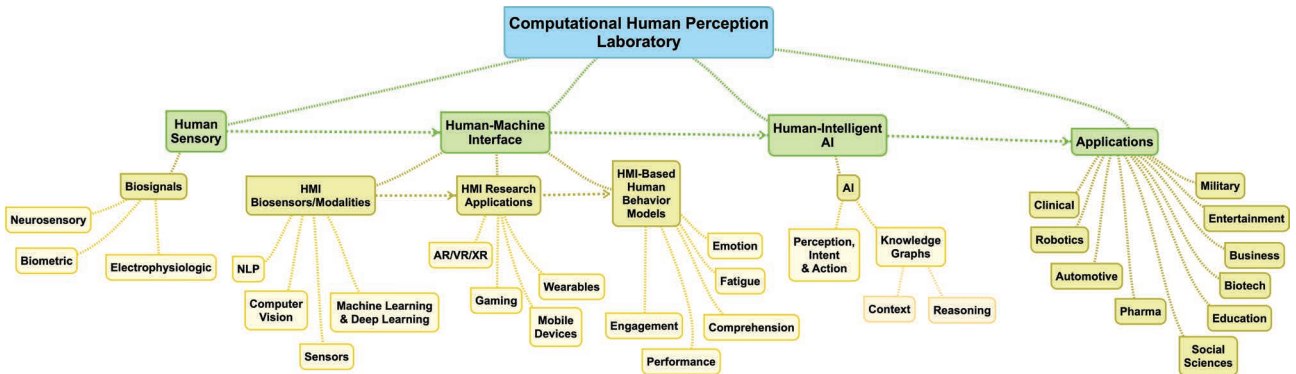 Computational Human Perception
Laboratory
Human
Sensory
Human-Machine
Interface
Human-Intelligent
AI
Applications
Biosignals
Neurosensory
Biometric
Electrophysiologic
HMI
Biosensors/Modalities
NLP
Computer
Vision
Sensors
Machine Learning
& Deep Learning
HMI Research
Applications
AR/VR/XR
Gaming
Wearables
Mobile
Devices
HMI-Based
Human
Behavior
Models
Emotion
Fatigue
Comprehension
Engagement
Performance
AI
Perception,
Intent
& Action
Knowledge
Graphs
Context
Reasoning
Clinical
Robotics
Automotive
Pharma
Social
Sciences
Education
Biotech
Business
Entertainment
Military